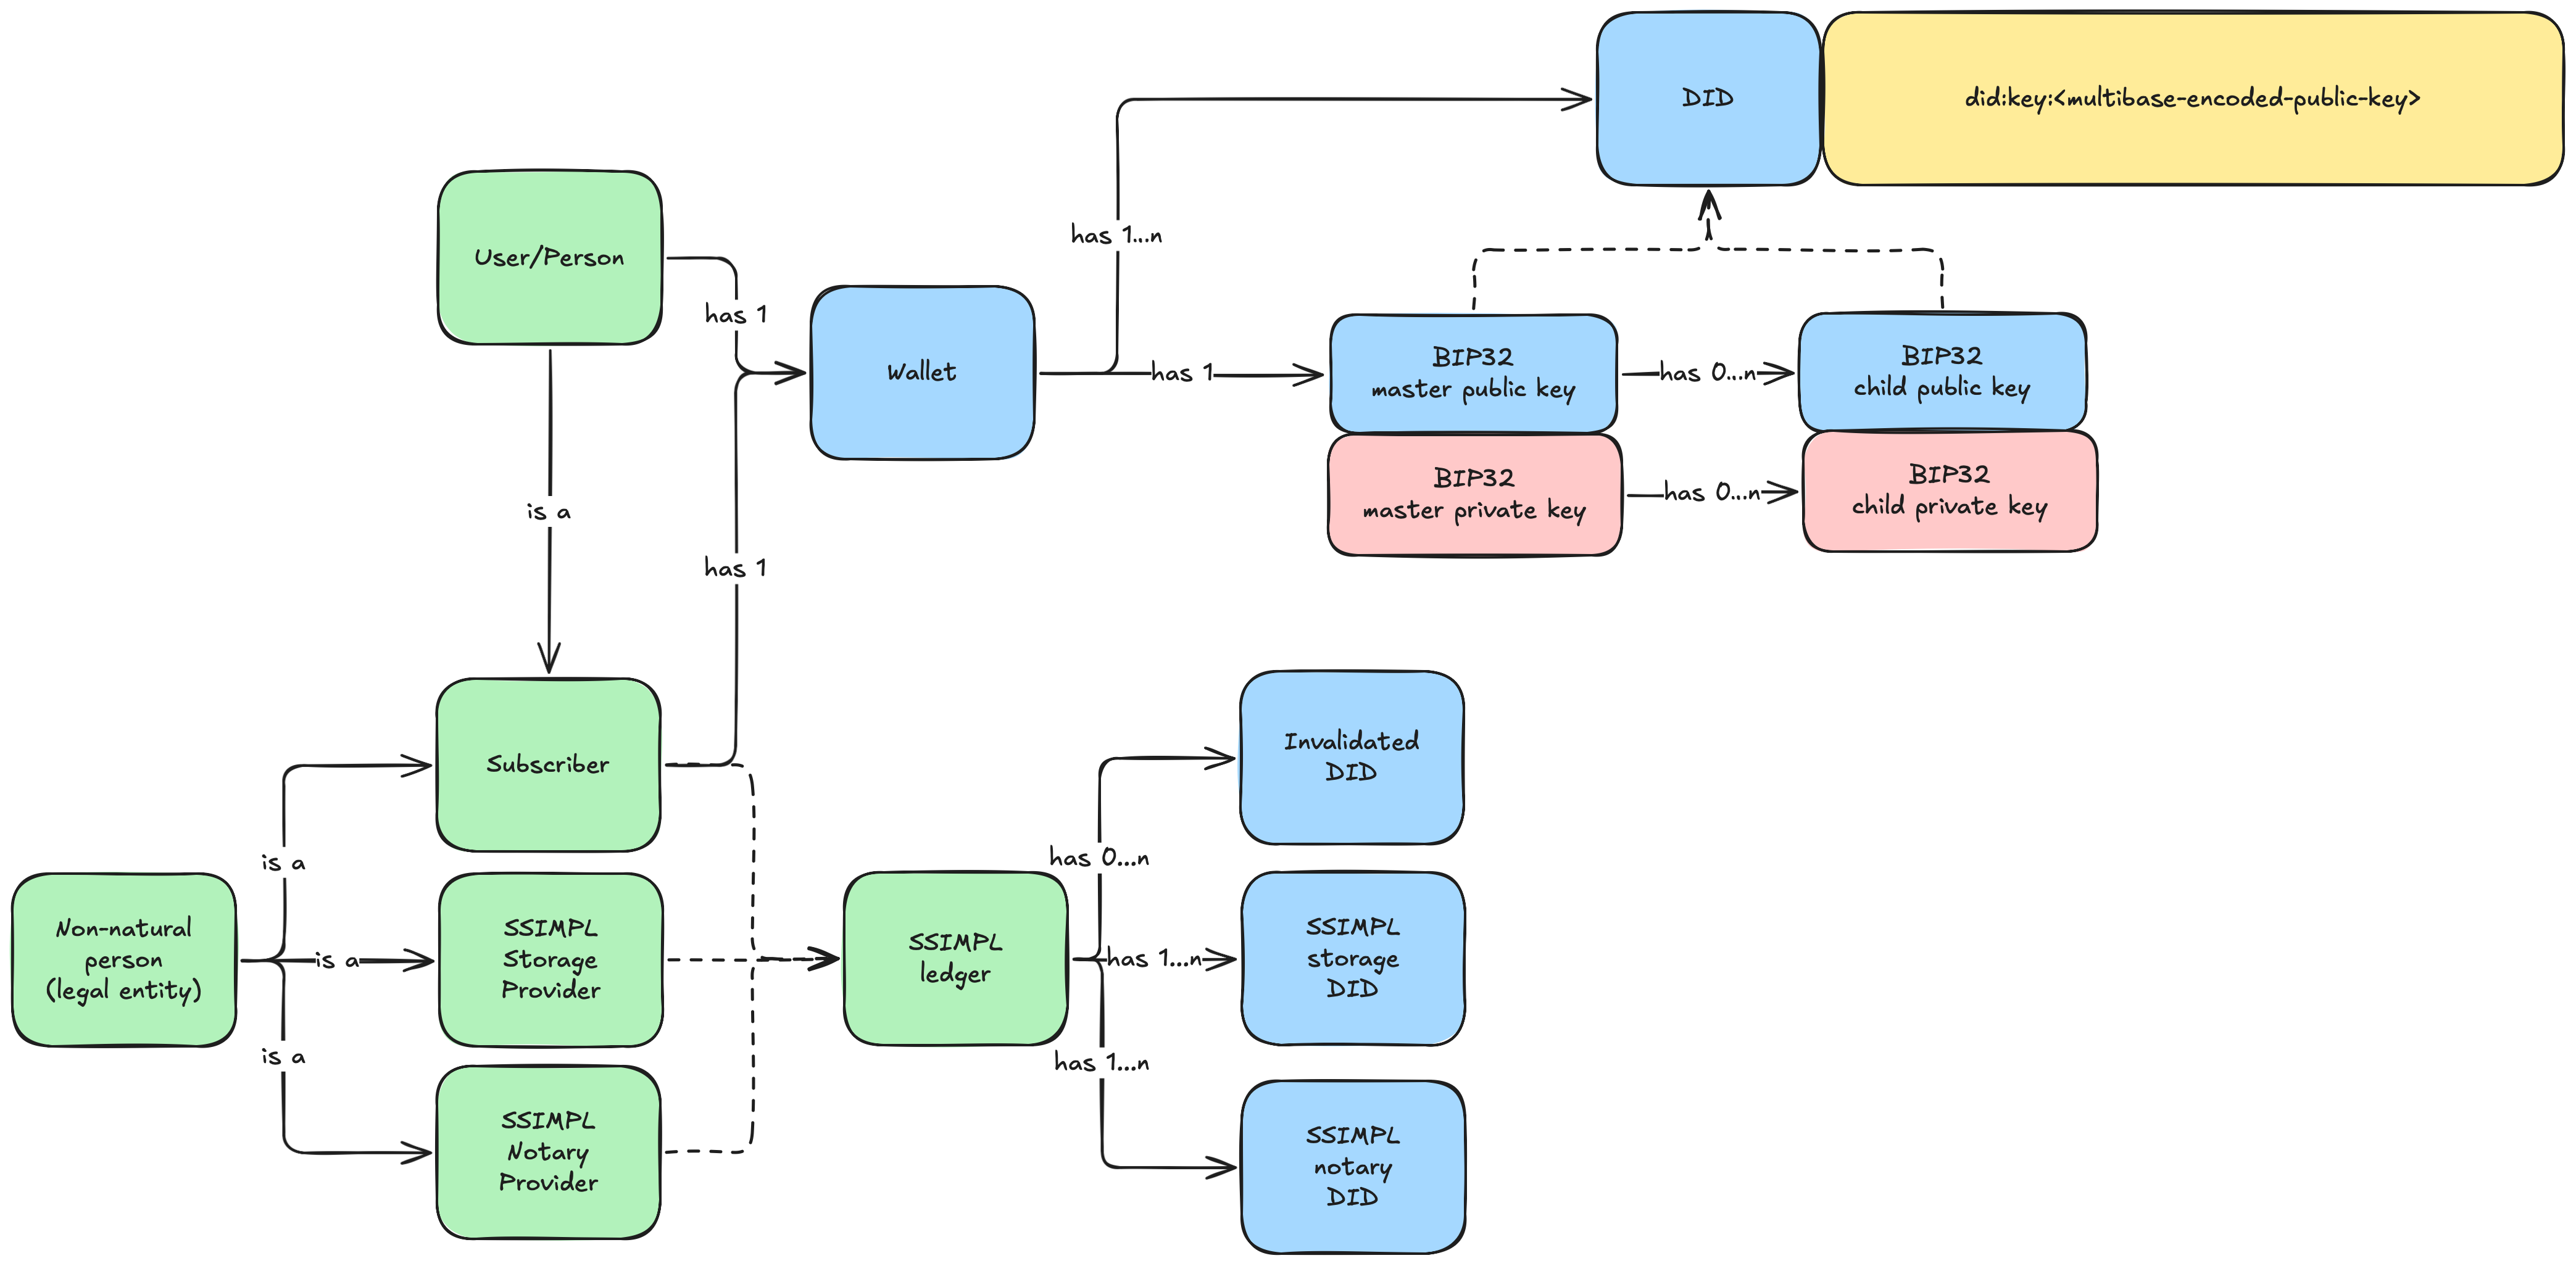 DID
did:key:<multibase-encoded-public-key>
has 1...n
User/Person
has 1
Wallet
has 1
BIP32
master public key
has 0...n
BIP32
child public key
BIP32
master private key
has 0...n
BIP32
child private key
is a
has 1
Subscriber
Invalidated
DID
is a
has 0...n
Non-natural
person
(legal entity)
is a
SSIMPL
Storage
Provider
SSIMPL
ledger
has 1...n
SSIMPL
storage
DID
is a
has 1...n
SSIMPL
Notary
Provider
SSIMPL
notary
DID